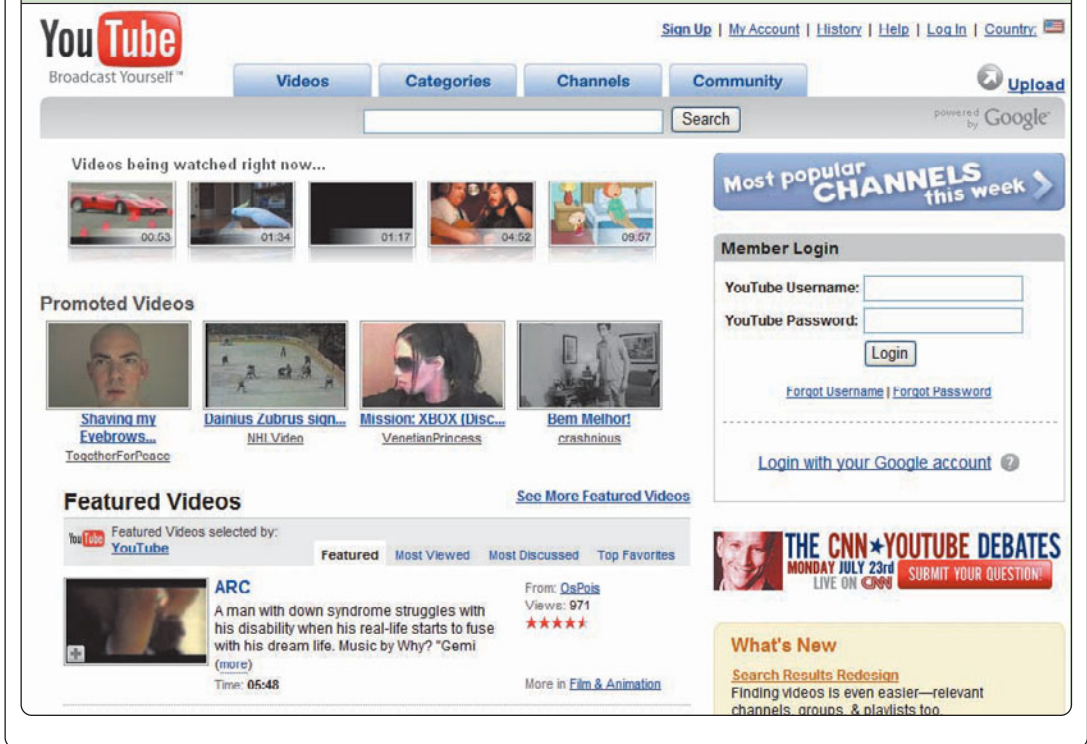 You Tube
Broadcast Yourself™
Sign Up | My Account | History | Help | Log In | Country:
Videos
Categories
Channels
Community
Upload
Search
powered by Google
Videos being watched right now...
00:53
01:34
01:17
04:52
09:57
Most popular CHANNELS this week
Member Login
YouTube Username:
YouTube Password:
Login
Forgot Username | Forgot Password
Login with your Google account ?
Promoted Videos
Shaving my
Eyebrows...
TogetherForPeace
Dainius Zubrus sign...
NHLVideo
Mission: XBOX (Disc...
VenetianPrincess
Bem Melhor!
crashnious
Featured Videos
See More Featured Videos
You Tube
Featured Videos selected by:
YouTube
Featured
Most Viewed
Most Discussed
Top Favorites
ARC
A man with down syndrome struggles with
his disability when his real-life starts to fuse
with his dream life. Music by Why? "Gemi
(more)
Time: 05:48
From: OsPois
Views: 971
More in Film & Animation
THE CNN★YOUTUBE DEBATES
MONDAY JULY 23rd
LIVE ON CNN
SUBMIT YOUR QUESTION!
What's New
Search Results Redesign
Finding videos is even easier—relevant
channels, groups, & playlists too.